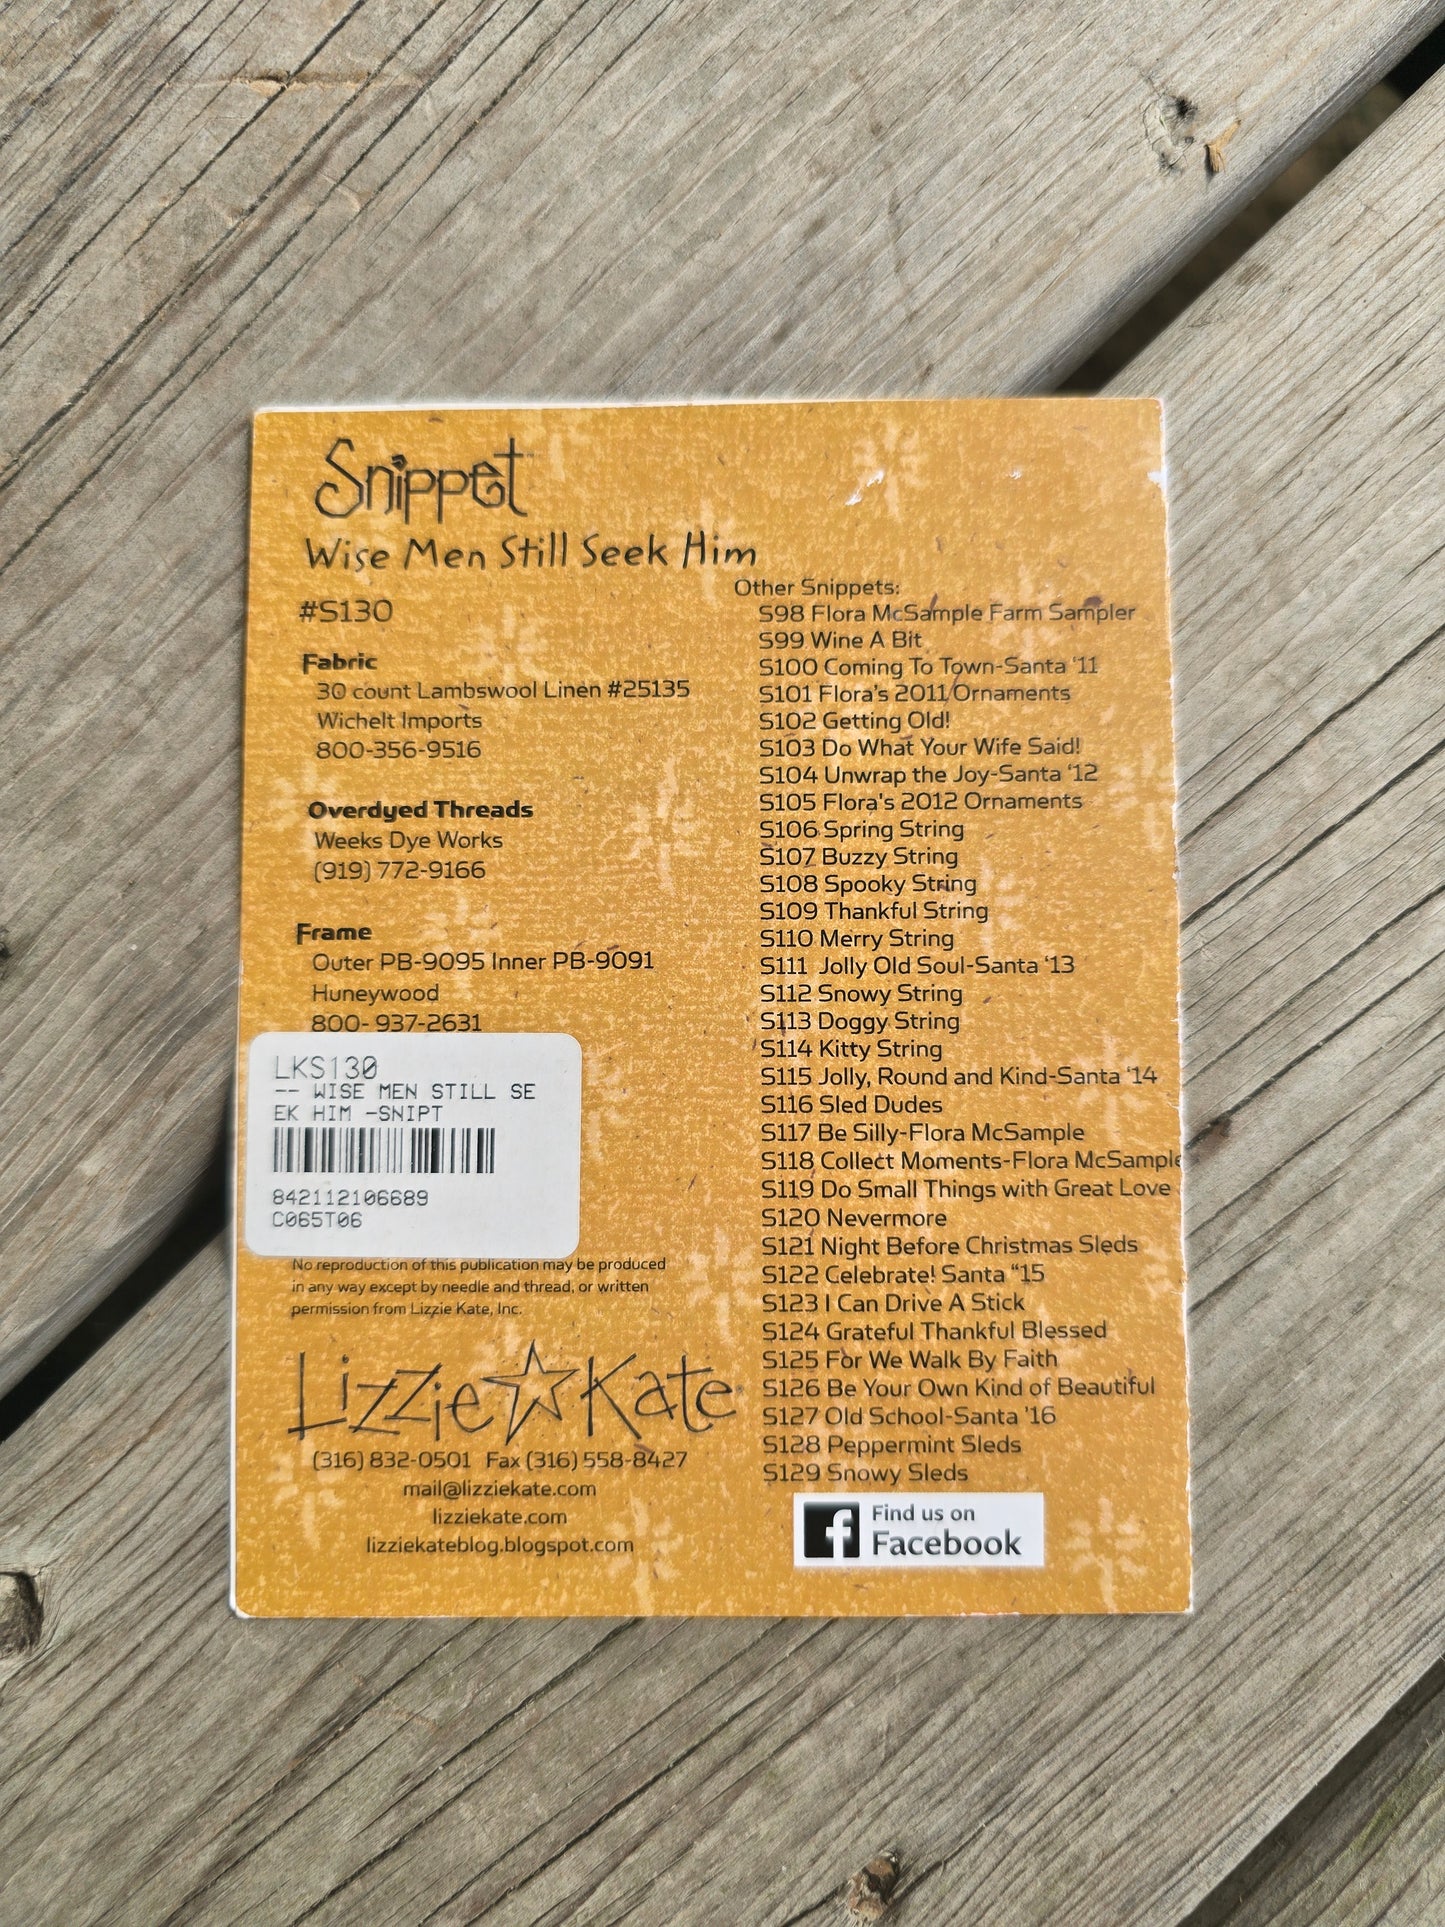 Snippet
Wise Men Still Seek Him
#S130
Fabric
30 count Lambswool Linen #25135
Wichelt Imports
800-356-9516
Overdyed Threads
Weeks Dye Works
(919) 772-9166
Frame
Outer PB-9095 Inner PB-9091
Huneywood
800- 937-2631
LKS130
-- WISE MEN STILL SE
EK HIM -SNIPT
842112106689
C065T06
No reproduction of this publication may be produced
in any way except by needle and thread, or written
permission from Lizzie Kate, Inc.
Lizzie Kate
(316) 832-0501 Fax (316) 558-8427
mail@lizziekate.com
lizziekate.com
lizziekateblog.blogspot.com
Other Snippets:
S98 Flora McSample Farm Sampler
S99 Wine A Bit
S100 Coming To Town-Santa '11
S101 Flora's 2011 Ornaments
S102 Getting Old!
S103 Do What Your Wife Said!
S104 Unwrap the Joy-Santa '12
S105 Flora's 2012 Ornaments
S106 Spring String
S107 Buzzy String
S108 Spooky String
S109 Thankful String
S110 Merry String
S111 Jolly Old Soul-Santa '13
S112 Snowy String
S113 Doggy String
S114 Kitty String
S115 Jolly, Round and Kind-Santa '14
S116 Sled Dudes
S117 Be Silly-Flora McSample
S118 Collect Moments-Flora McSample
S119 Do Small Things with Great Love
S120 Nevermore
S121 Night Before Christmas Sleds
S122 Celebrate! Santa “15
S123 I Can Drive A Stick
S124 Grateful Thankful Blessed
S125 For We Walk By Faith
S126 Be Your Own Kind of Beautiful
S127 Old School-Santa '16
S128 Peppermint Sleds
S129 Snowy Sleds
f Find us on
Facebook